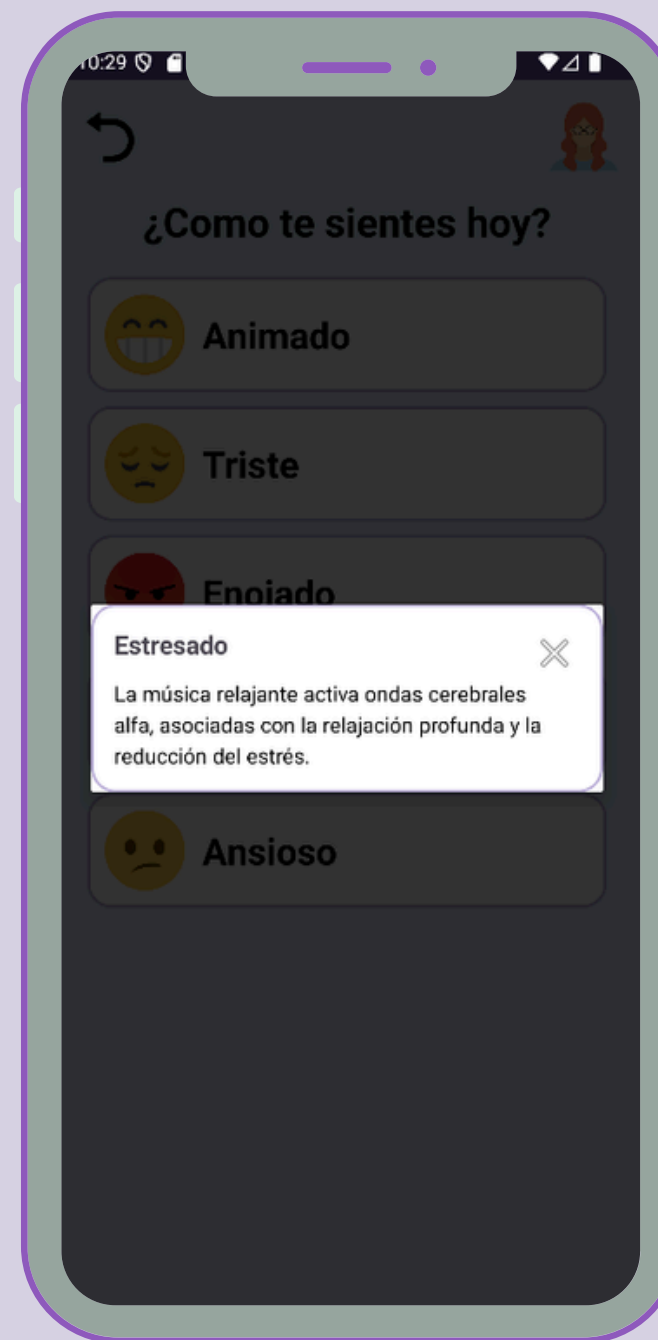 10:29
¿Como te sientes hoy?
Animado
Triste
Enojado
Estresado
La música relajante activa ondas cerebrales
alfa, asociadas con la relajación profunda y la
reducción del estrés.
Ansioso